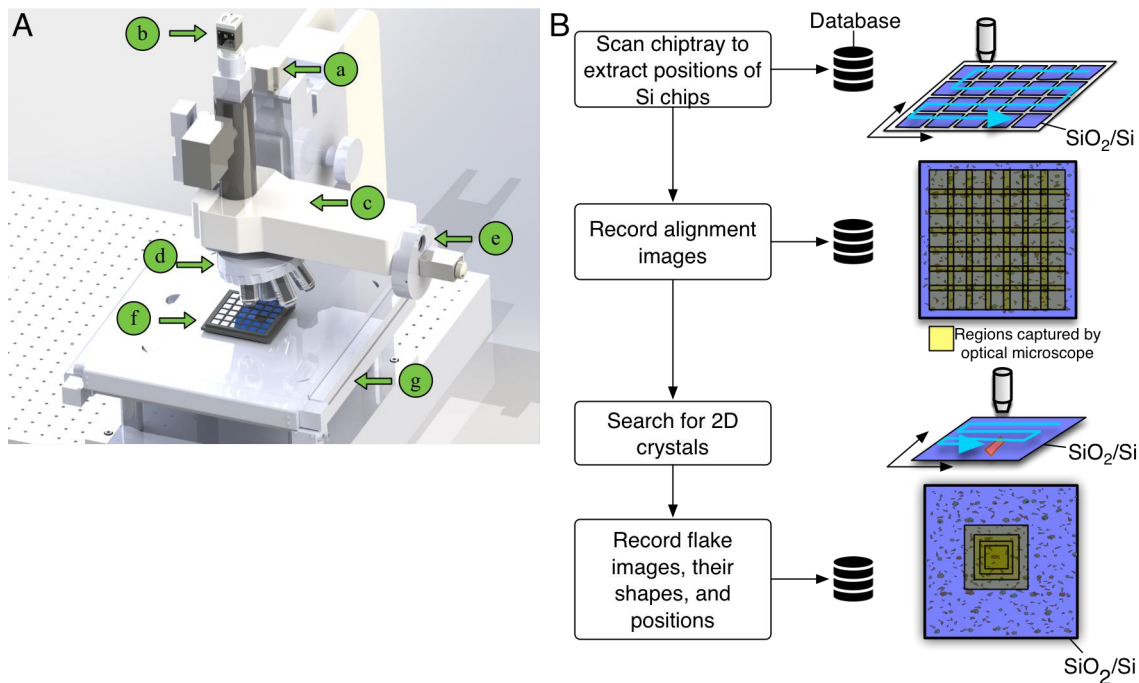 A
b
a
c
e
d
f
g
B
Scan chiptray to
extract positions of
Si chips
Database
SiO2/Si
Record alignment
images
Regions captured by
optical microscope
Search for 2D
crystals
SiO2/Si
Record flake
images, their
shapes, and
positions
SiO2/Si